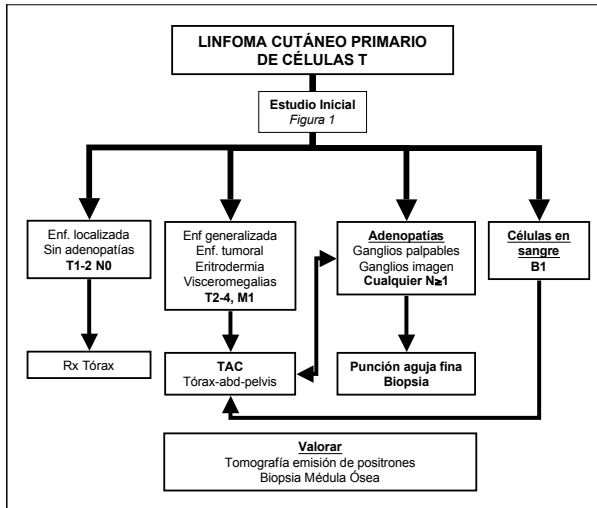 LINFOMA CUTÁNEO PRIMARIO
DE CÉLULAS T
Estudio Inicial
Figura 1
Enf. localizada
Sin adenopatías
T1-2 N0
Enf generalizada
Enf. tumoral
Eritrodermia
Visceromegalias
T2-4, M1
Adenopatías
Ganglios palpables
Ganglios imagen
Cualquier N≥1
Células en
sangre
B1
Rx Tórax
TAC
Tórax-abd-pelvis
Punción aguja fina
Biopsia
Valorar
Tomografía emisión de positrones
Biopsia Médula Ósea